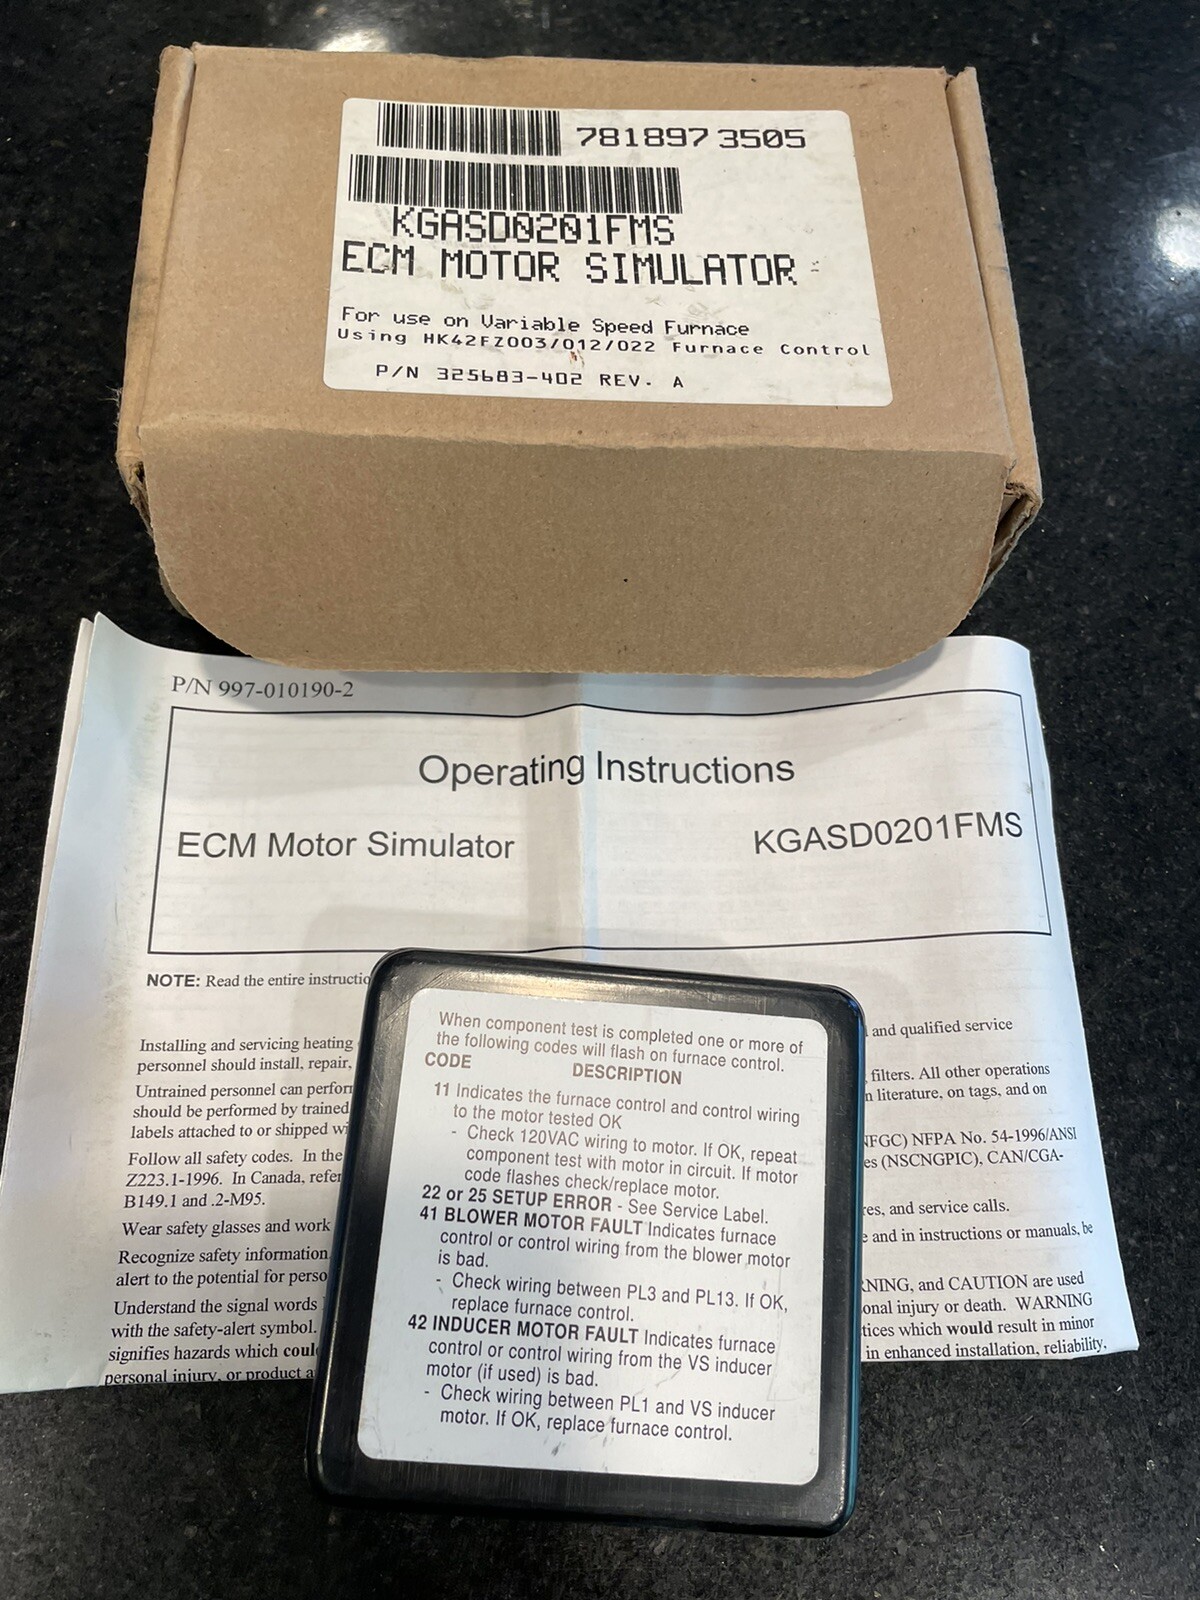 7818973505
KGASD0201FMS
ECM MOTOR SIMULATOR
For use on Variable Speed Furnace
Using HK42FZ003/012/022 Furnace Control
P/N 325683-402 REV. A
P/N 997-010190-2
Operating Instructions
ECM Motor Simulator KGASD0201FMS
NOTE: Read the entire
Installing and servicing heating
and qualified service
personnel should install, repair,
filters. All other operations
Untrained personnel can
literature, on tags, and on
should be performed by trained
labels attached to or shipped
NFPA No. 54-1996/ANSI
Follow all safety codes. In the
(NSCNGPIC), CAN/CGA-
Z223.1-1996. In Canada, refer
B149.1 and .2-M95.
and service calls.
Wear safety glasses and work
and in instructions or manuals, be
Recognize safety information
alert to the potential for
and CAUTION are used
Understand the signal words
injury or death. WARNING
with the safety-alert symbol.
which would result in minor
signifies hazards which
in enhanced installation, reliability,
personal injury, or product
When component test is completed one or more of
the following codes will flash on furnace control.
CODE DESCRIPTION
11 Indicates the furnace control and control wiring
to the motor tested OK
- Check 120VAC wiring to motor. If OK, repeat
component test with motor in circuit. If motor
code flashes check/replace motor.
22 or 25 SETUP ERROR - See Service Label.
41 BLOWER MOTOR FAULT Indicates furnace
control or control wiring from the blower motor
is bad.
- Check wiring between PL3 and PL13. If OK,
replace furnace control.
42 INDUCER MOTOR FAULT Indicates furnace
control or control wiring from the VS inducer
motor (if used) is bad.
- Check wiring between PL1 and VS inducer
motor. If OK, replace furnace control.